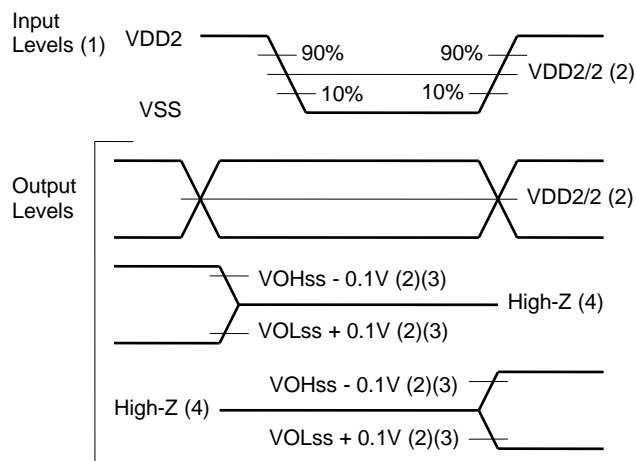 Input
Levels (1)
VDD2
90%
90%
VDD2/2 (2)
10%
10%
VSS
Output
Levels
VDD2/2 (2)
VOHss - 0.1V (2)(3)
High-Z (4)
VOLss + 0.1V (2)(3)
VOHss - 0.1V (2)(3)
High-Z (4)
VOLss + 0.1V (2)(3)